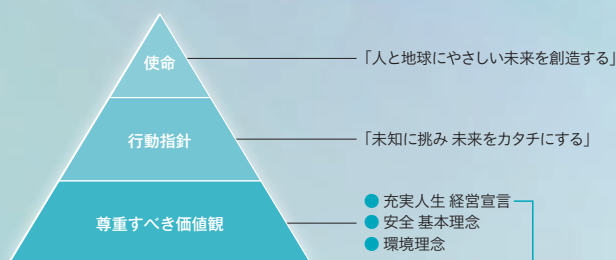 使命
「人と地球にやさしい未来を創造する」
行動指針
「未知に挑み 未来をカタチにする」
尊重すべき価値観
● 充実人生 経営宣言
● 安全 基本理念
● 環境理念